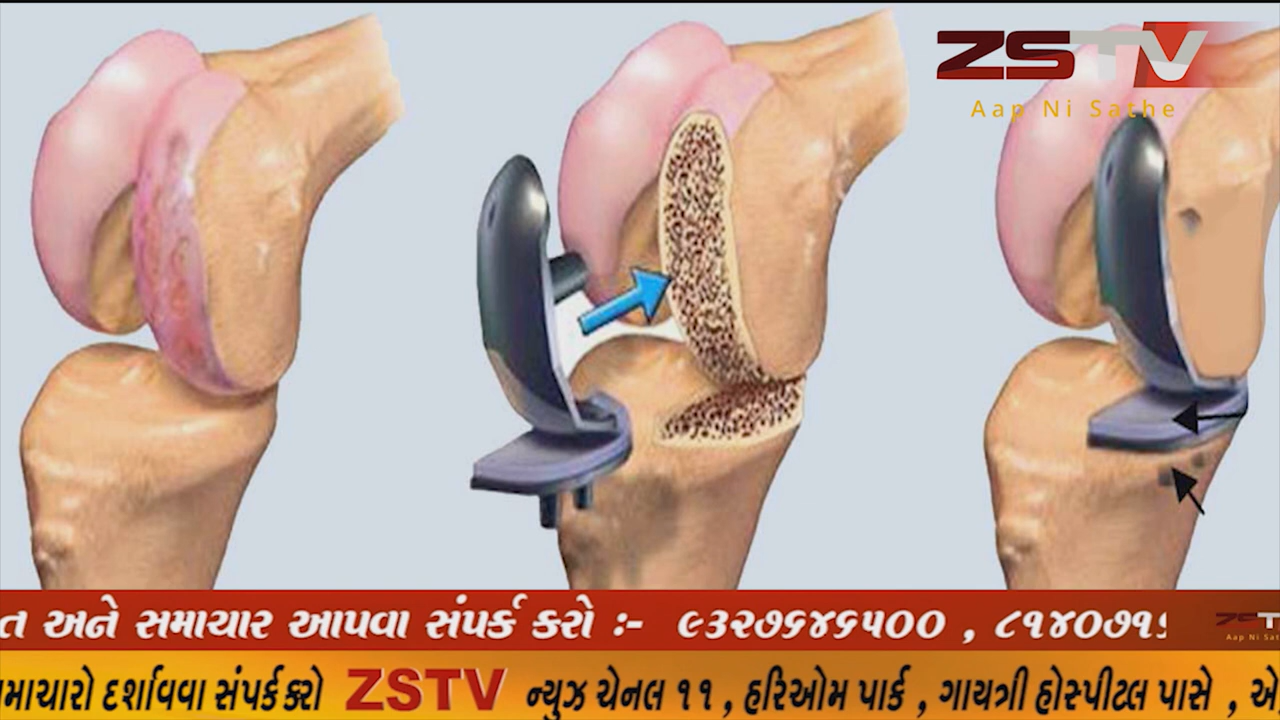 ZSTV
Aap Ni Sathe
ત અને સમાચાર આપવા સંપર્ક કરો :- ૯૩૨૭૬૪૬૫૦૦ , ૮૧૪૦૭૧
માચારો દર્શાવવા સંપર્ક કરો ZSTV ન્યુઝ ચેનલ ૧૧ , હરિઓમ પાર્ક , ગાયત્રી હોસ્પીટલ પાસે , એ